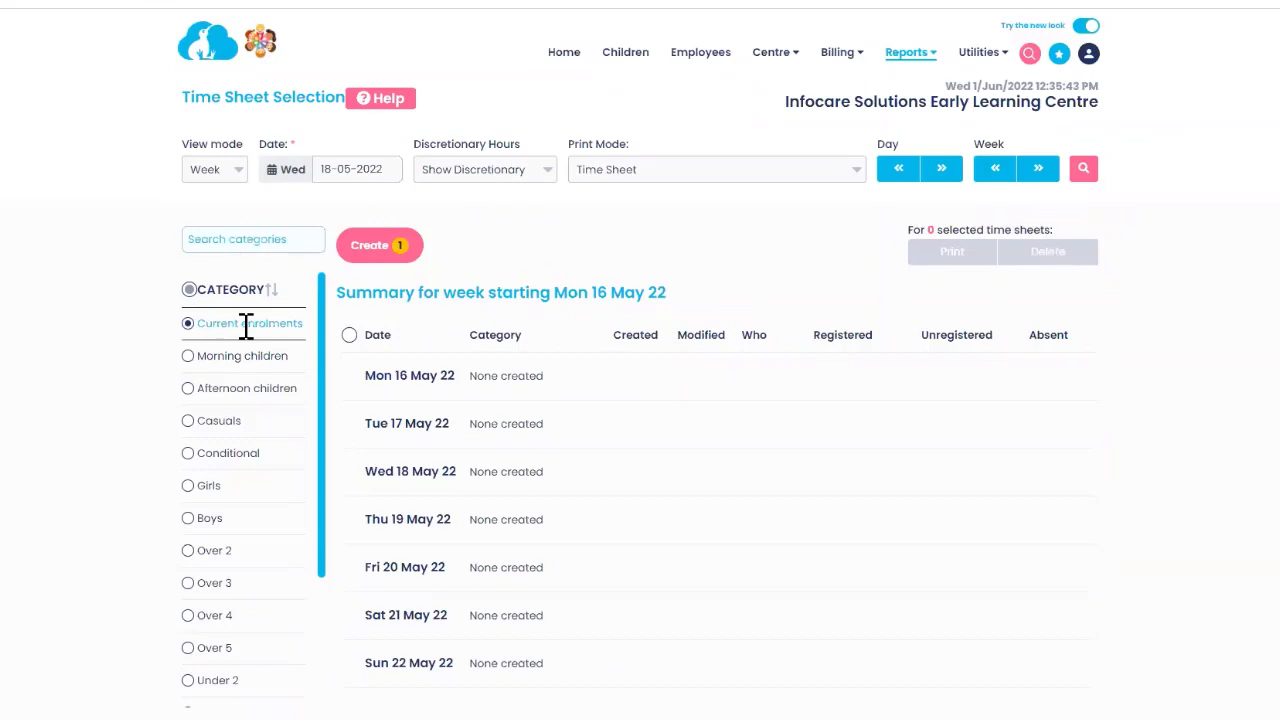 Try the new look
Home Children Employees Centre Billing Reports Utilities
Wed 1/Jun/2022 12:35:43 PM
Time Sheet Selection Help
Infocare Solutions Early Learning Centre
View mode Date: * Discretionary Hours Print Mode: Day Week
Week Wed 18-05-2022 Show Discretionary Time Sheet « » « »
For 0 selected time sheets:
Search categories Create 1
Print Delete
CATEGORY
Summary for week starting Mon 16 May 22
Current enrolments
Date Category Created Modified Who Registered Unregistered Absent
Morning children
Mon 16 May 22 None created
Afternoon children
Casuals
Tue 17 May 22 None created
Conditional
Wed 18 May 22 None created
Girls
Boys
Thu 19 May 22 None created
Over 2
Fri 20 May 22 None created
Over 3
Over 4
Sat 21 May 22 None created
Over 5
Sun 22 May 22 None created
Under 2